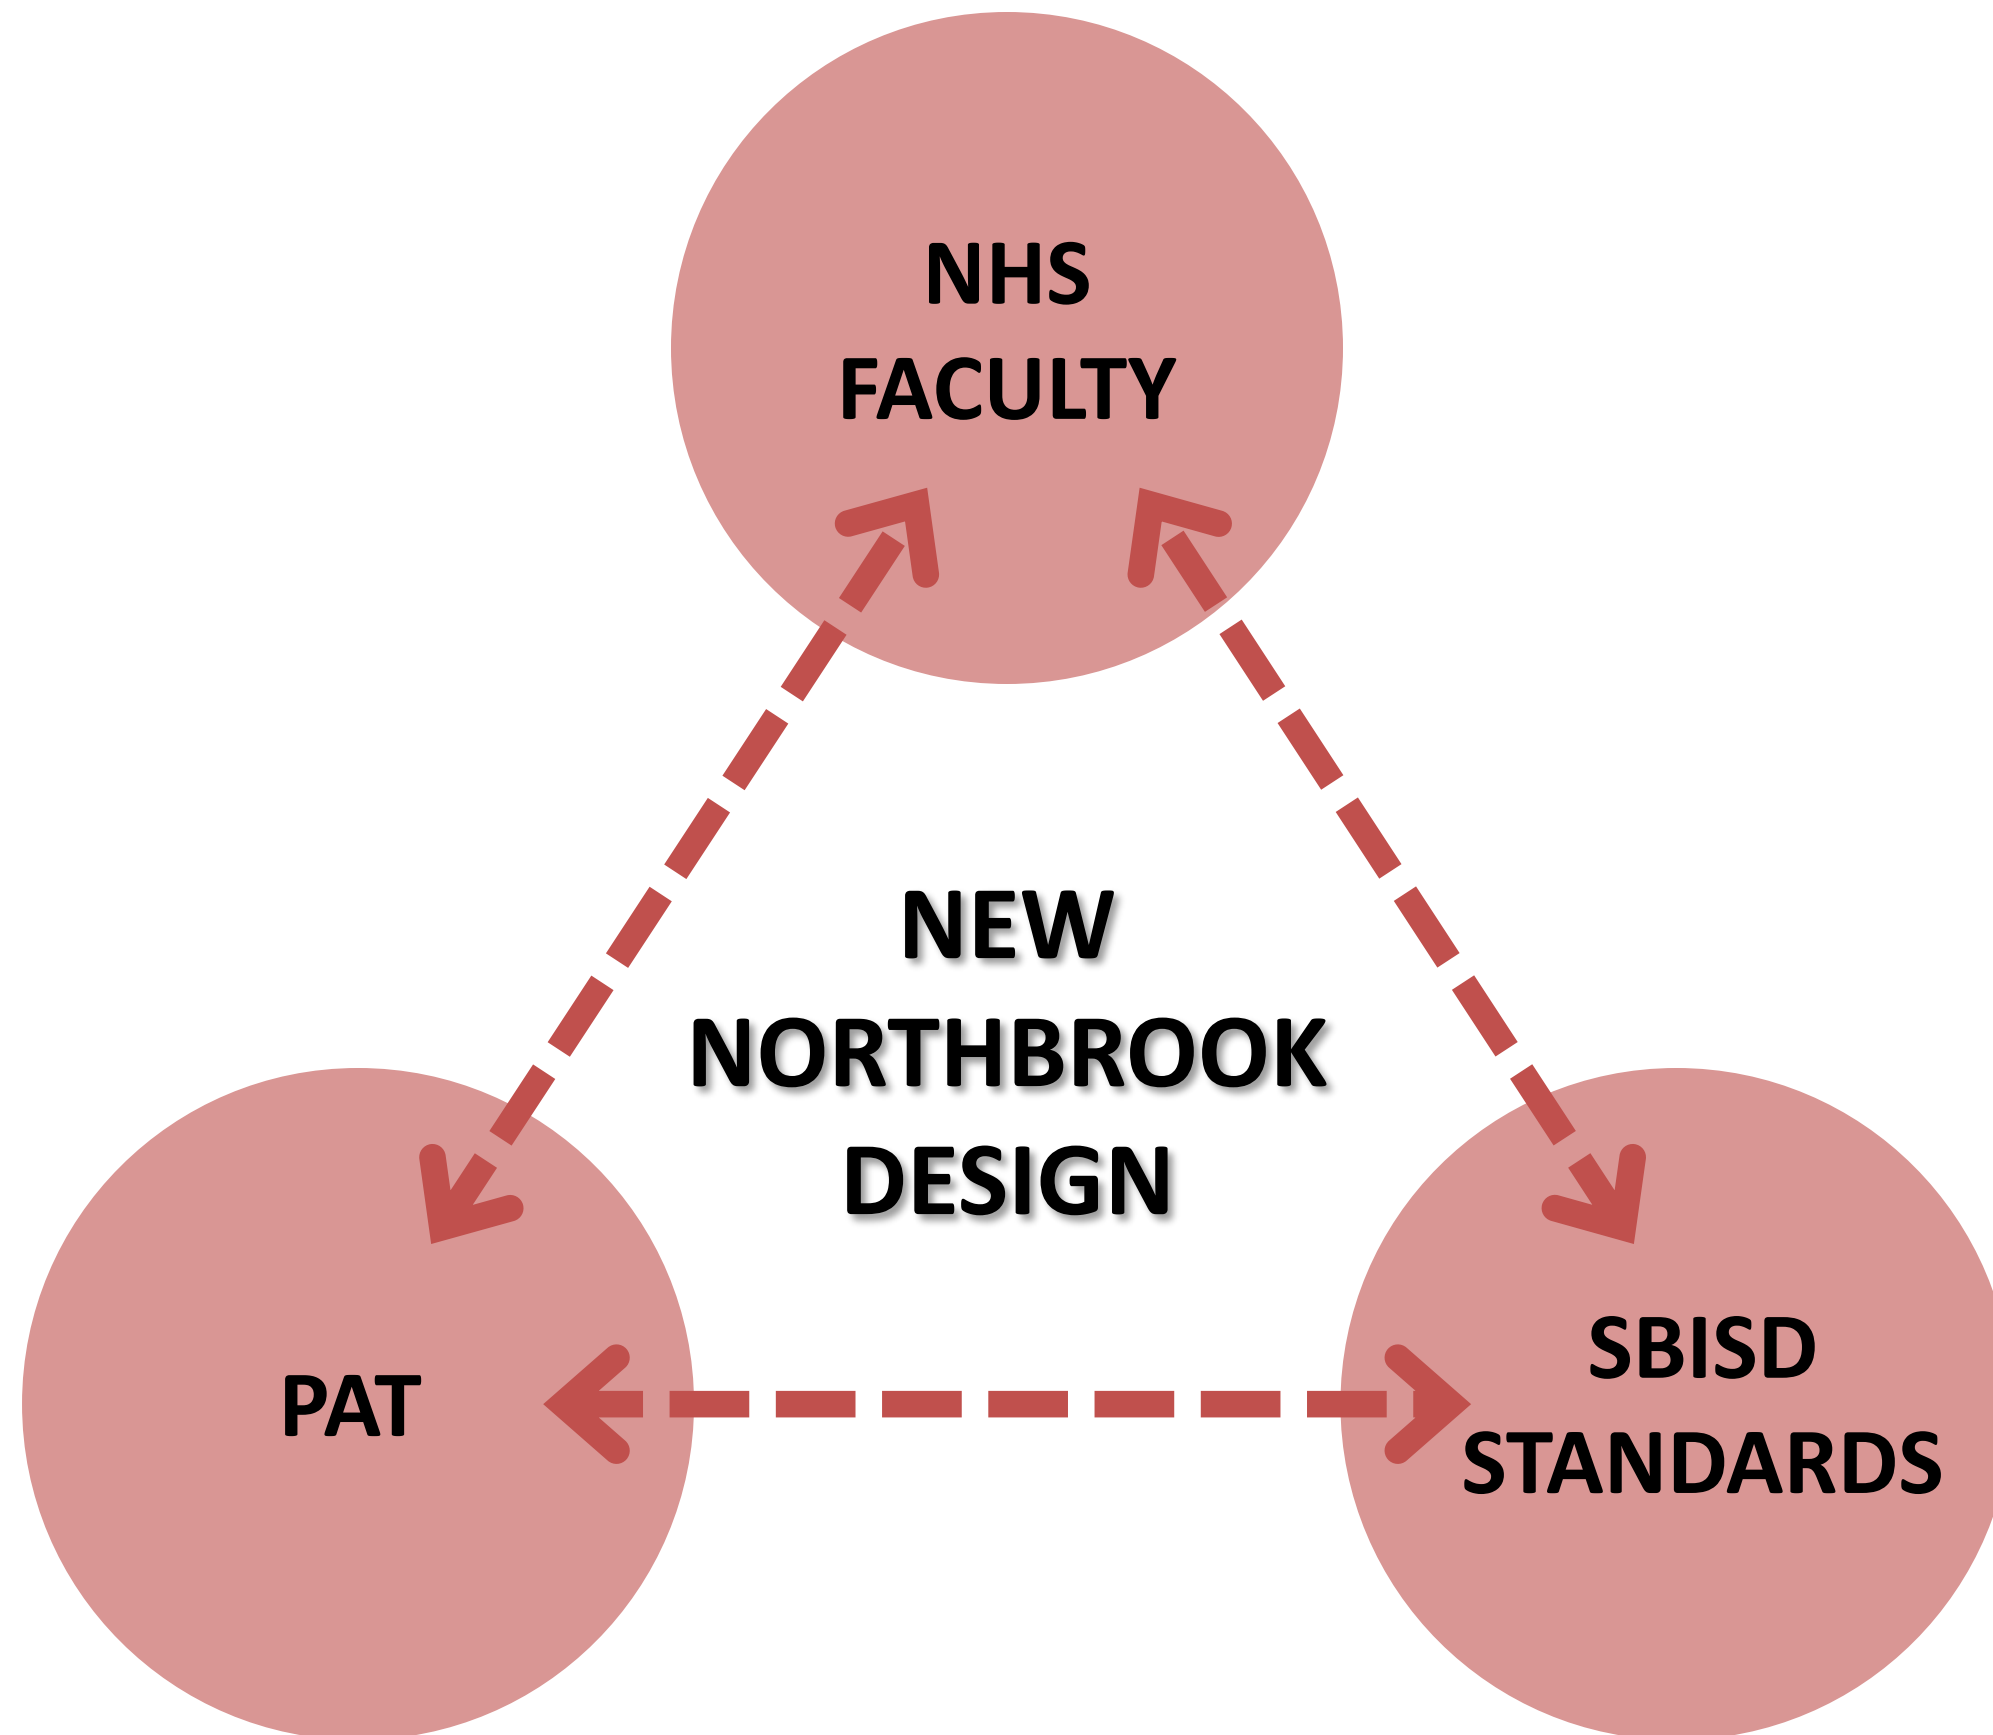 NHS
FACULTY
NEW
NORTHBROOK
DESIGN
PAT
SBISD
STANDARDS